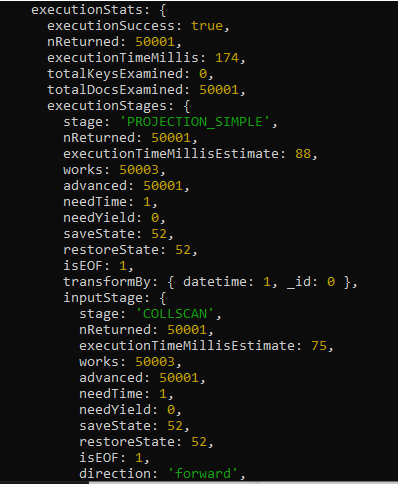 executionStats: {
executionSuccess: true,
nReturned: 50001,
executionTimeMillis: 174,
totalKeysExamined: 0,
totalDocsExamined: 50001,
executionStages: {
stage: 'PROJECTION_SIMPLE',
nReturned: 50001,
executionTimeMillisEstimate: 88,
works: 50003,
advanced: 50001,
needTime: 1,
needYield: 0,
saveState: 52,
restoreState: 52,
isEOF: 1,
transformBy: { datetime: 1, _id: 0 },
inputStage: {
stage: 'COLLSCAN',
nReturned: 50001,
executionTimeMillisEstimate: 75,
works: 50003,
advanced: 50001,
needTime: 1,
needYield: 0,
saveState: 52,
restoreState: 52,
isEOF: 1,
direction: 'forward',